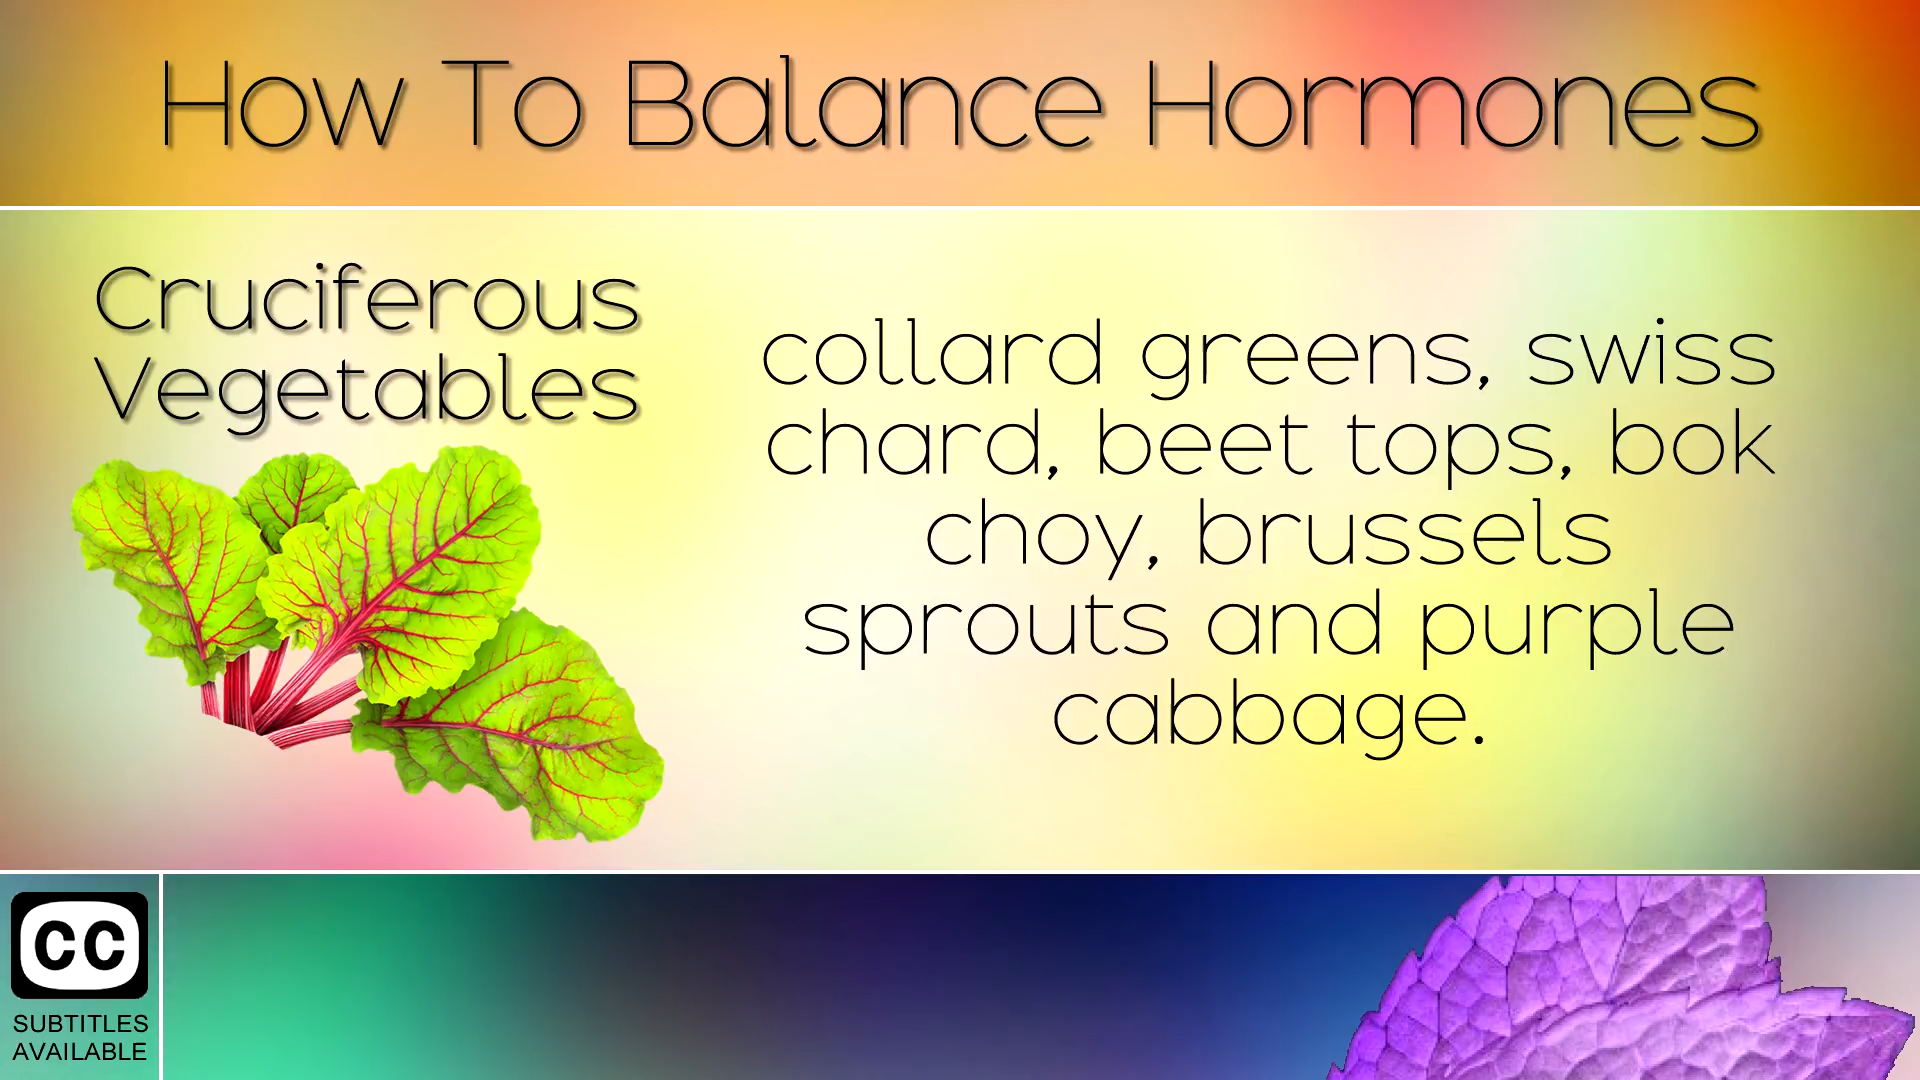 How To Balance Hormones
Cruciferous
Vegetables
collard greens, swiss
chard, beet tops, bok
choy, brussels
sprouts and purple
cabbage.
CC
SUBTITLES
AVAILABLE